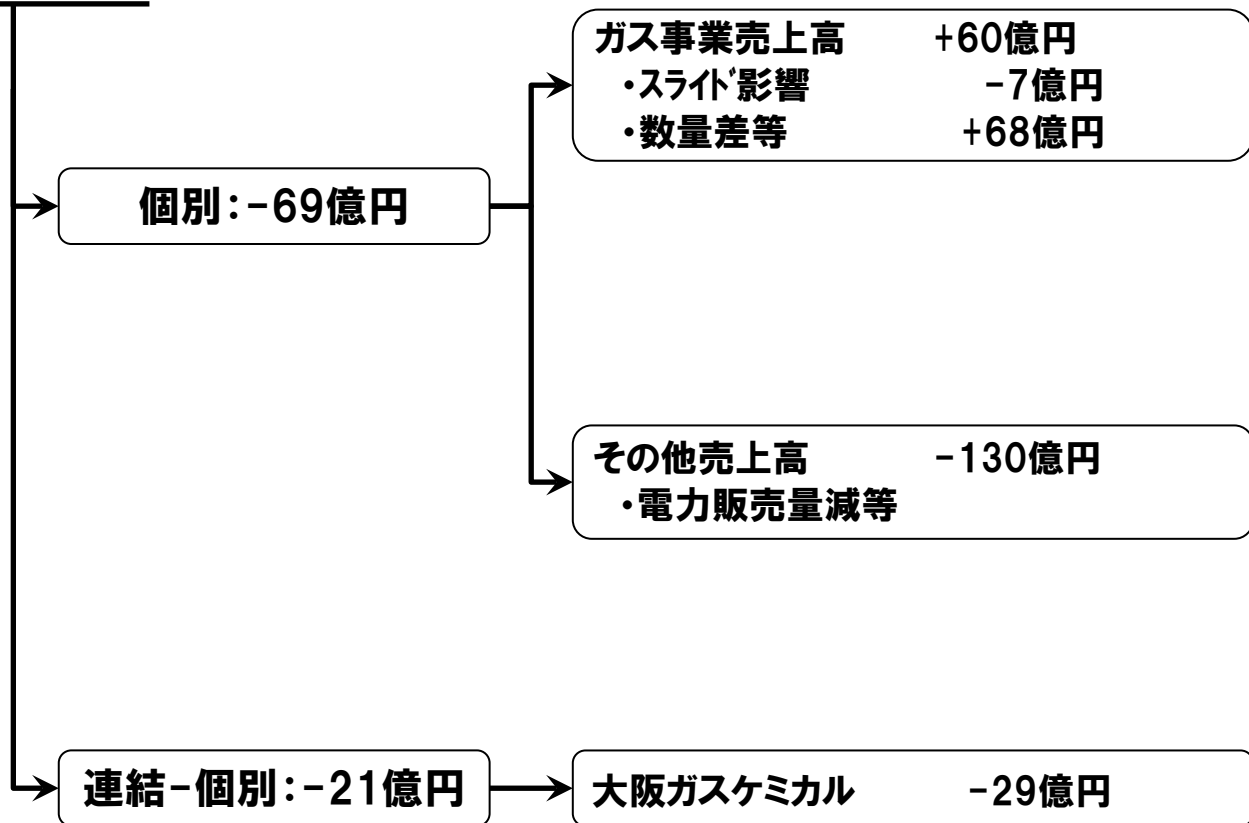 ガス事業売上高 +60億円
・スライド影響 -7億円
・数量差等 +68億円
個別:-69億円
その他売上高 -130億円
・電力販売量減等
連結-個別:-21億円
大阪ガスケミカル -29億円